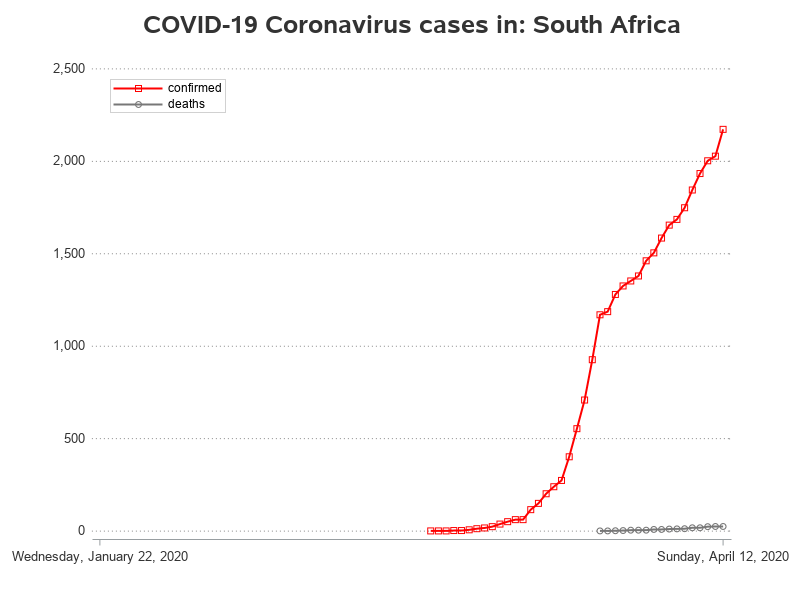 COVID-19 Coronavirus cases in: South Africa
2,500
confirmed
deaths
2,000
1,500
1,000
500
0
Wednesday, January 22, 2020
Sunday, April 12, 2020